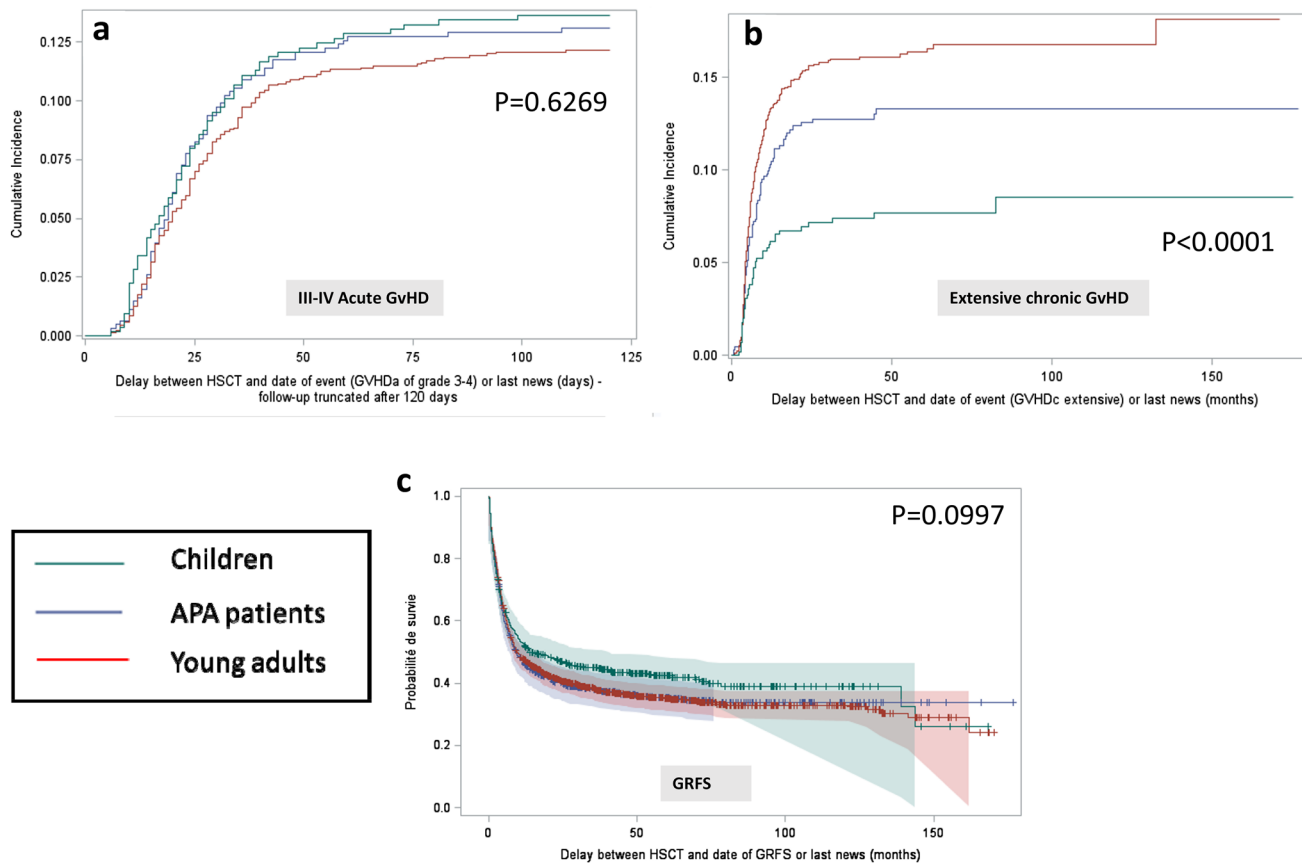 a
0.125
0.100
0.075
0.050
0.025
0.000
Cumulative Incidence
P=0.6269
III-IV Acute GvHD
0 25 50 75 100 125
Delay between HSCT and date of event (GVHDa of grade 3-4) or last news (days) -
follow-up truncated after 120 days
b
0.15
0.10
0.05
0.00
Cumulative Incidence
P<0.0001
Extensive chronic GvHD
0 50 100 150
Delay between HSCT and date of event (GVHDc extensive) or last news (months)
Children
APA patients
Young adults
c
1.0
0.8
0.6
0.4
0.2
0.0
Probabilité de survie
P=0.0997
GRFS
0 50 100 150
Delay between HSCT and date of GRFS or last news (months)